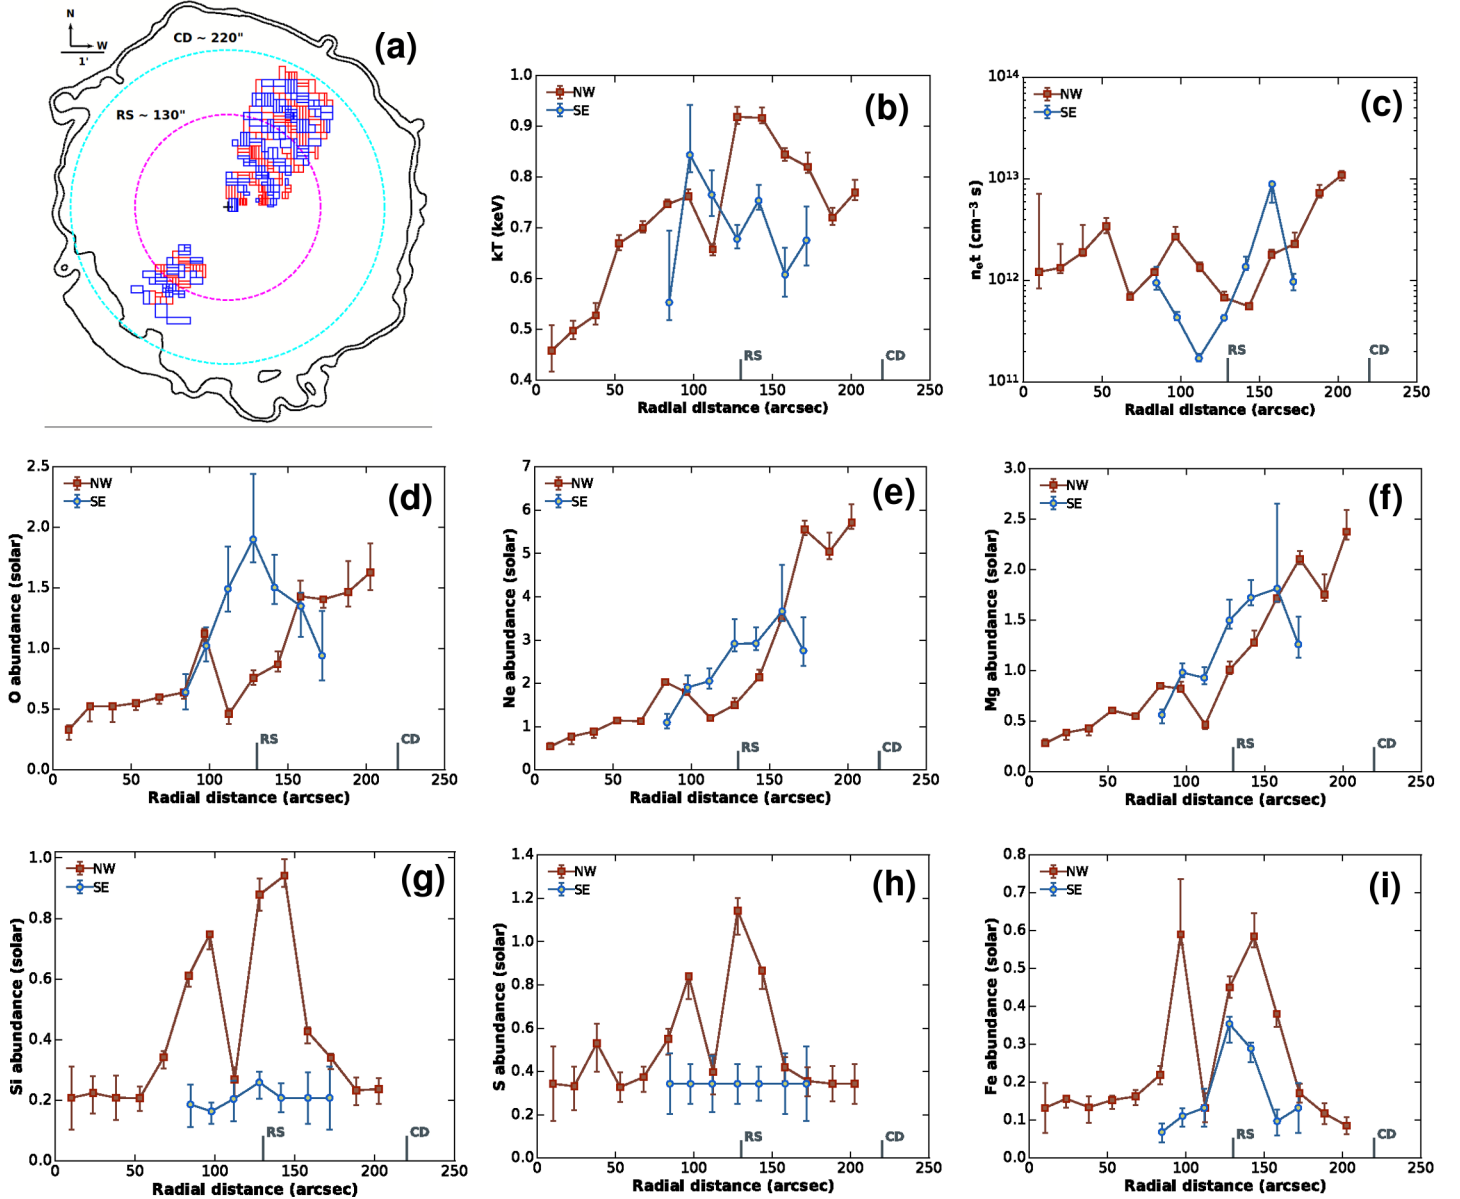 N
W
1'
CD ~ 220"
RS ~ 130"
(a)
NW
SE
(b)
kT (keV)
1.0
0.9
0.8
0.7
0.6
0.5
0.4
RS
CD
0 50 100 150 200 250
Radial distance (arcsec)
NW
SE
(c)
nₑt (cm⁻³ s)
10¹⁴
10¹³
10¹²
10¹¹
RS
CD
0 50 100 150 200 250
Radial distance (arcsec)
NW
SE
(d)
O abundance (solar)
2.5
2.0
1.5
1.0
0.5
0.0
RS
CD
0 50 100 150 200 250
Radial distance (arcsec)
NW
SE
(e)
Ne abundance (solar)
7
6
5
4
3
2
1
0
RS
CD
0 50 100 150 200 250
Radial distance (arcsec)
NW
SE
(f)
Mg abundance (solar)
3.0
2.5
2.0
1.5
1.0
0.5
0.0
RS
CD
0 50 100 150 200 250
Radial distance (arcsec)
NW
SE
(g)
Si abundance (solar)
1.0
0.8
0.6
0.4
0.2
0.0
RS
CD
0 50 100 150 200 250
Radial distance (arcsec)
NW
SE
(h)
S abundance (solar)
1.4
1.2
1.0
0.8
0.6
0.4
0.2
0.0
RS
CD
0 50 100 150 200 250
Radial distance (arcsec)
NW
SE
(i)
Fe abundance (solar)
0.8
0.7
0.6
0.5
0.4
0.3
0.2
0.1
0.0
RS
CD
0 50 100 150 200 250
Radial distance (arcsec)